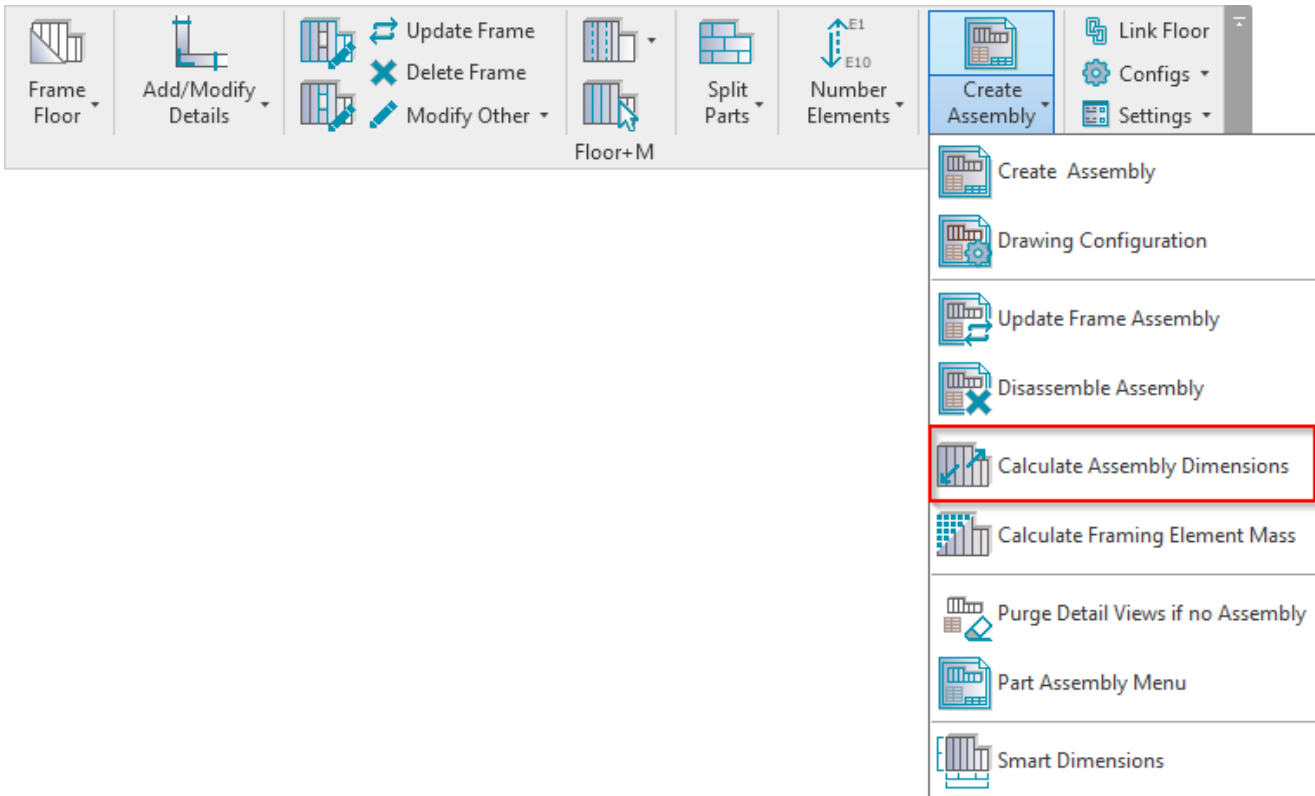 Frame
Floor
Add/Modify
Details
Update Frame
Delete Frame
Modify Other
Split
Parts
E1
E10
Number
Elements
Create
Assembly
Link Floor
Configs
Settings
Floor+M
Create Assembly
Drawing Configuration
Update Frame Assembly
Disassemble Assembly
Calculate Assembly Dimensions
Calculate Framing Element Mass
Purge Detail Views if no Assembly
Part Assembly Menu
Smart Dimensions